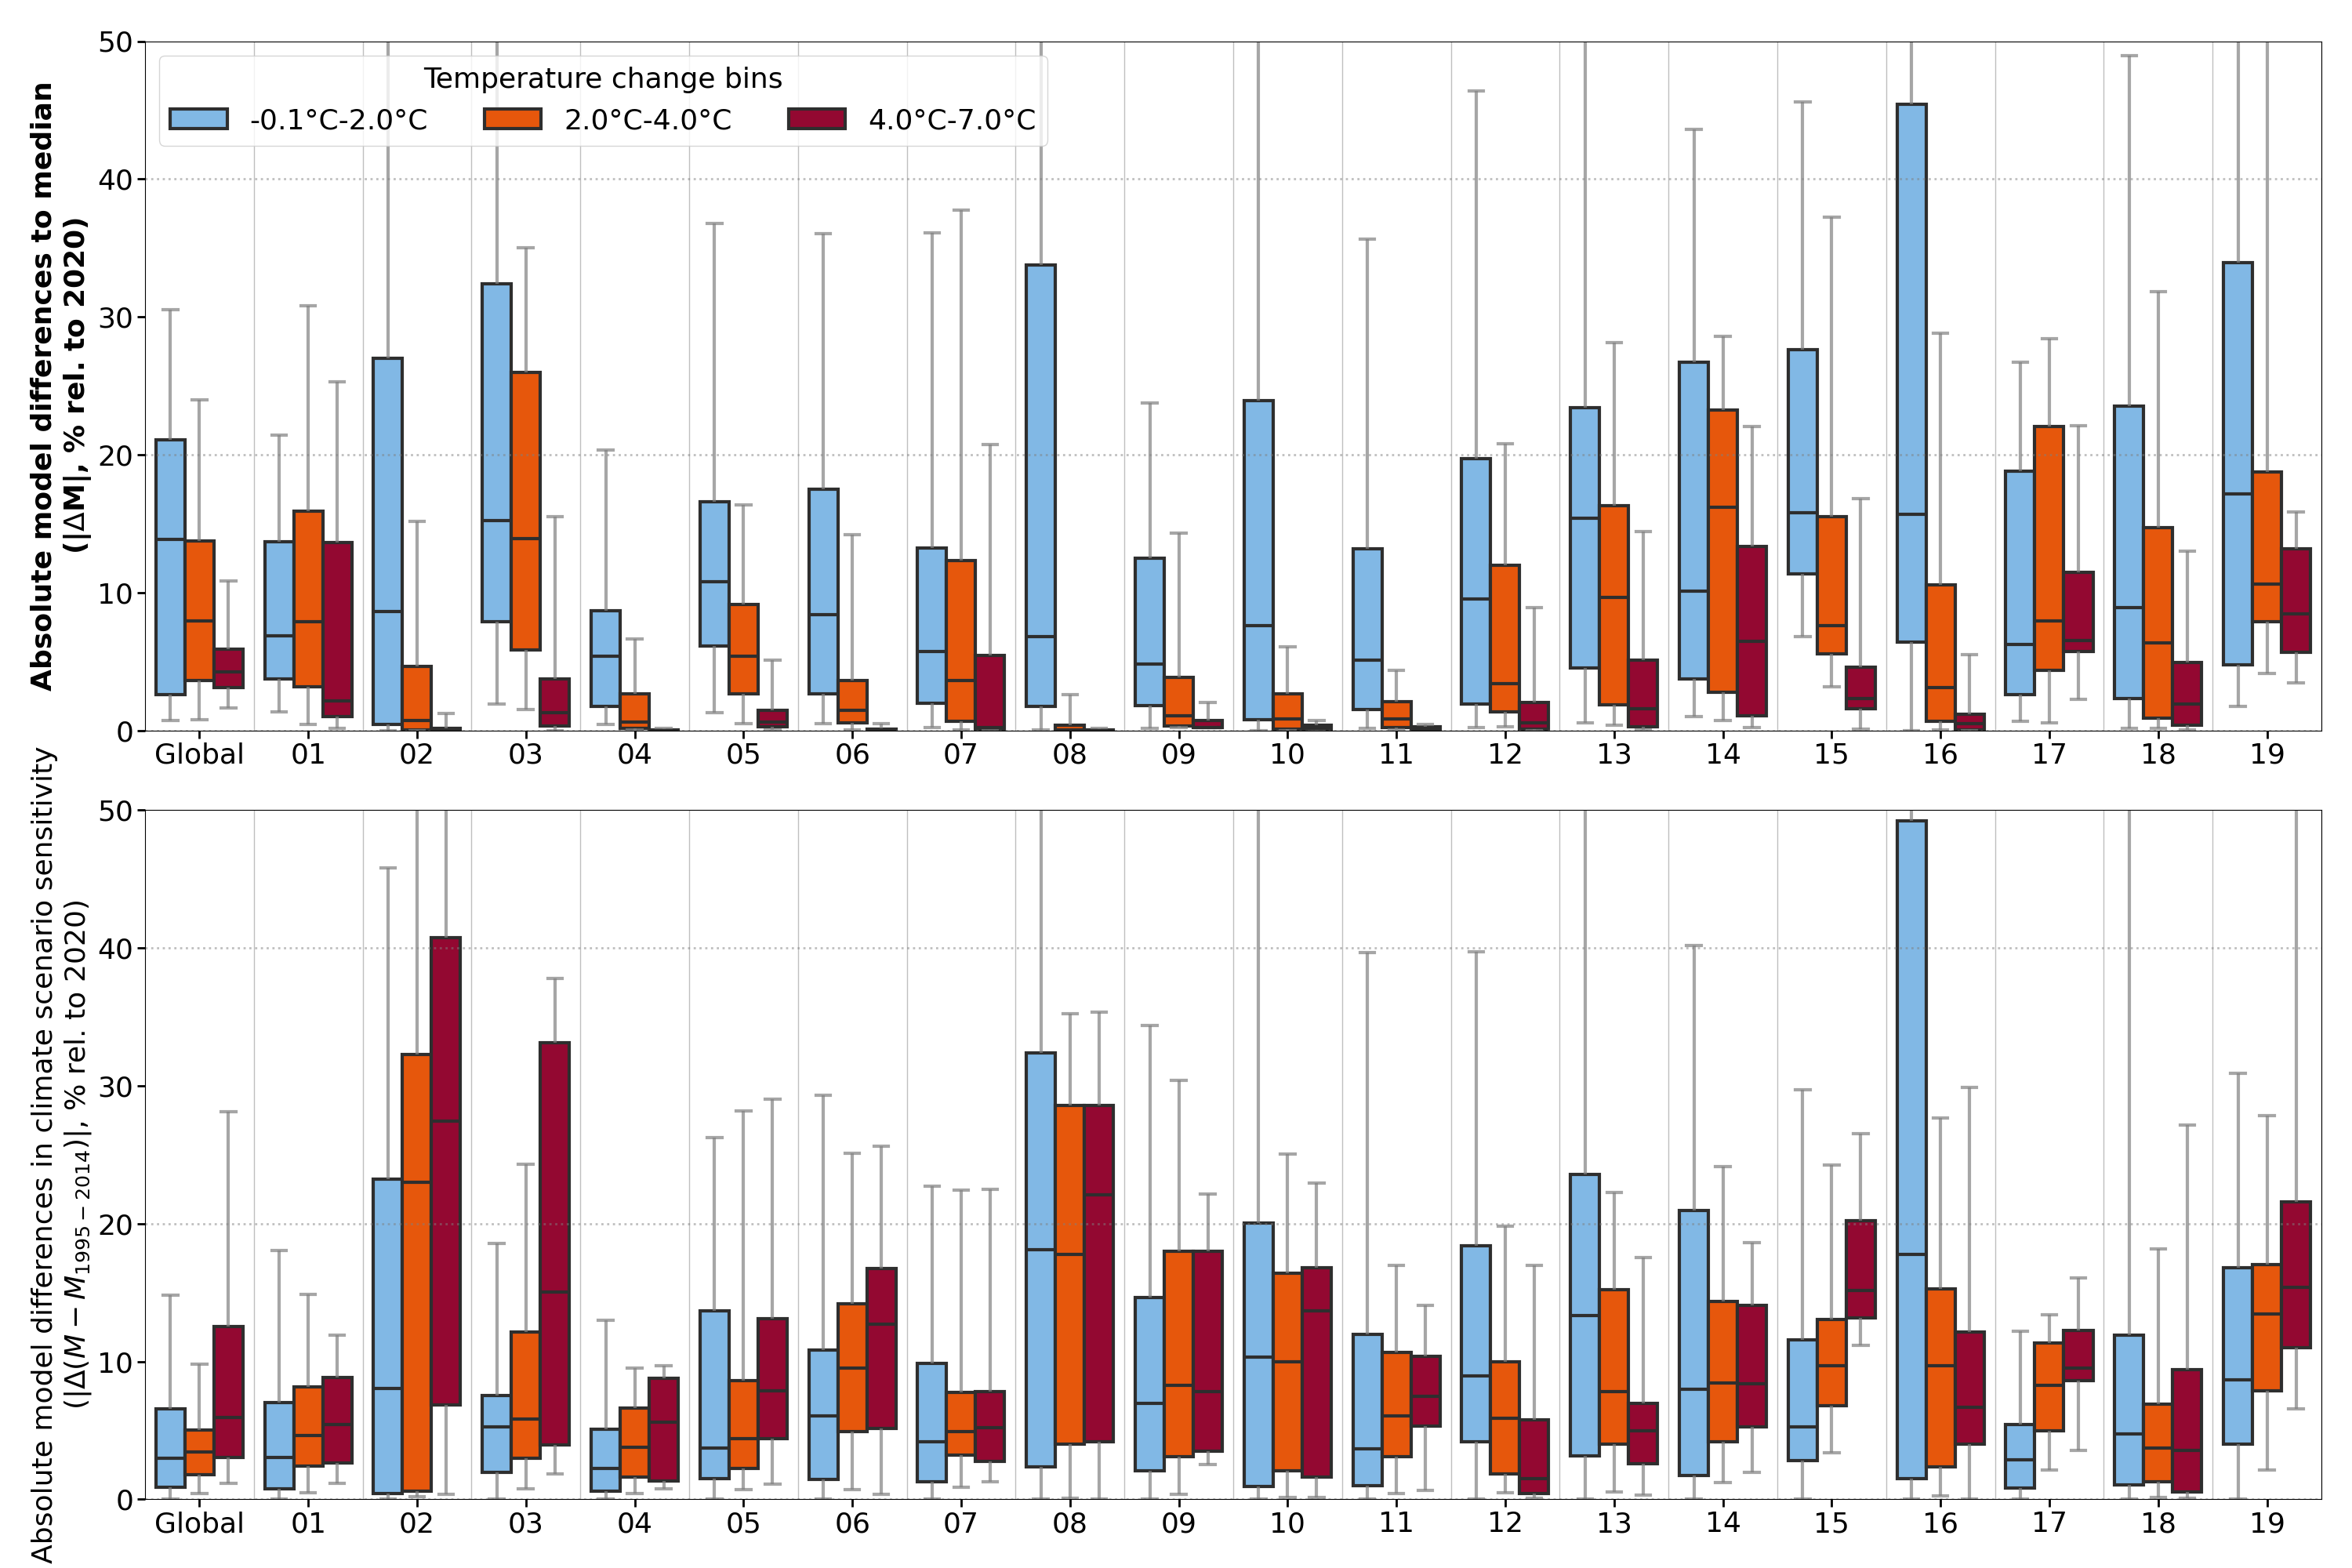 Absolute model differences to median
(|ΔM|, % rel. to 2020)
50
40
30
20
10
0
Temperature change bins
-0.1°C-2.0°C 2.0°C-4.0°C 4.0°C-7.0°C
Global 01 02 03 04 05 06 07 08 09 10 11 12 13 14 15 16 17 18 19
Absolute model differences in climate scenario sensitivity
(|Δ(M − M1995−2014)|, % rel. to 2020)
50
40
30
20
10
0
Global 01 02 03 04 05 06 07 08 09 10 11 12 13 14 15 16 17 18 19